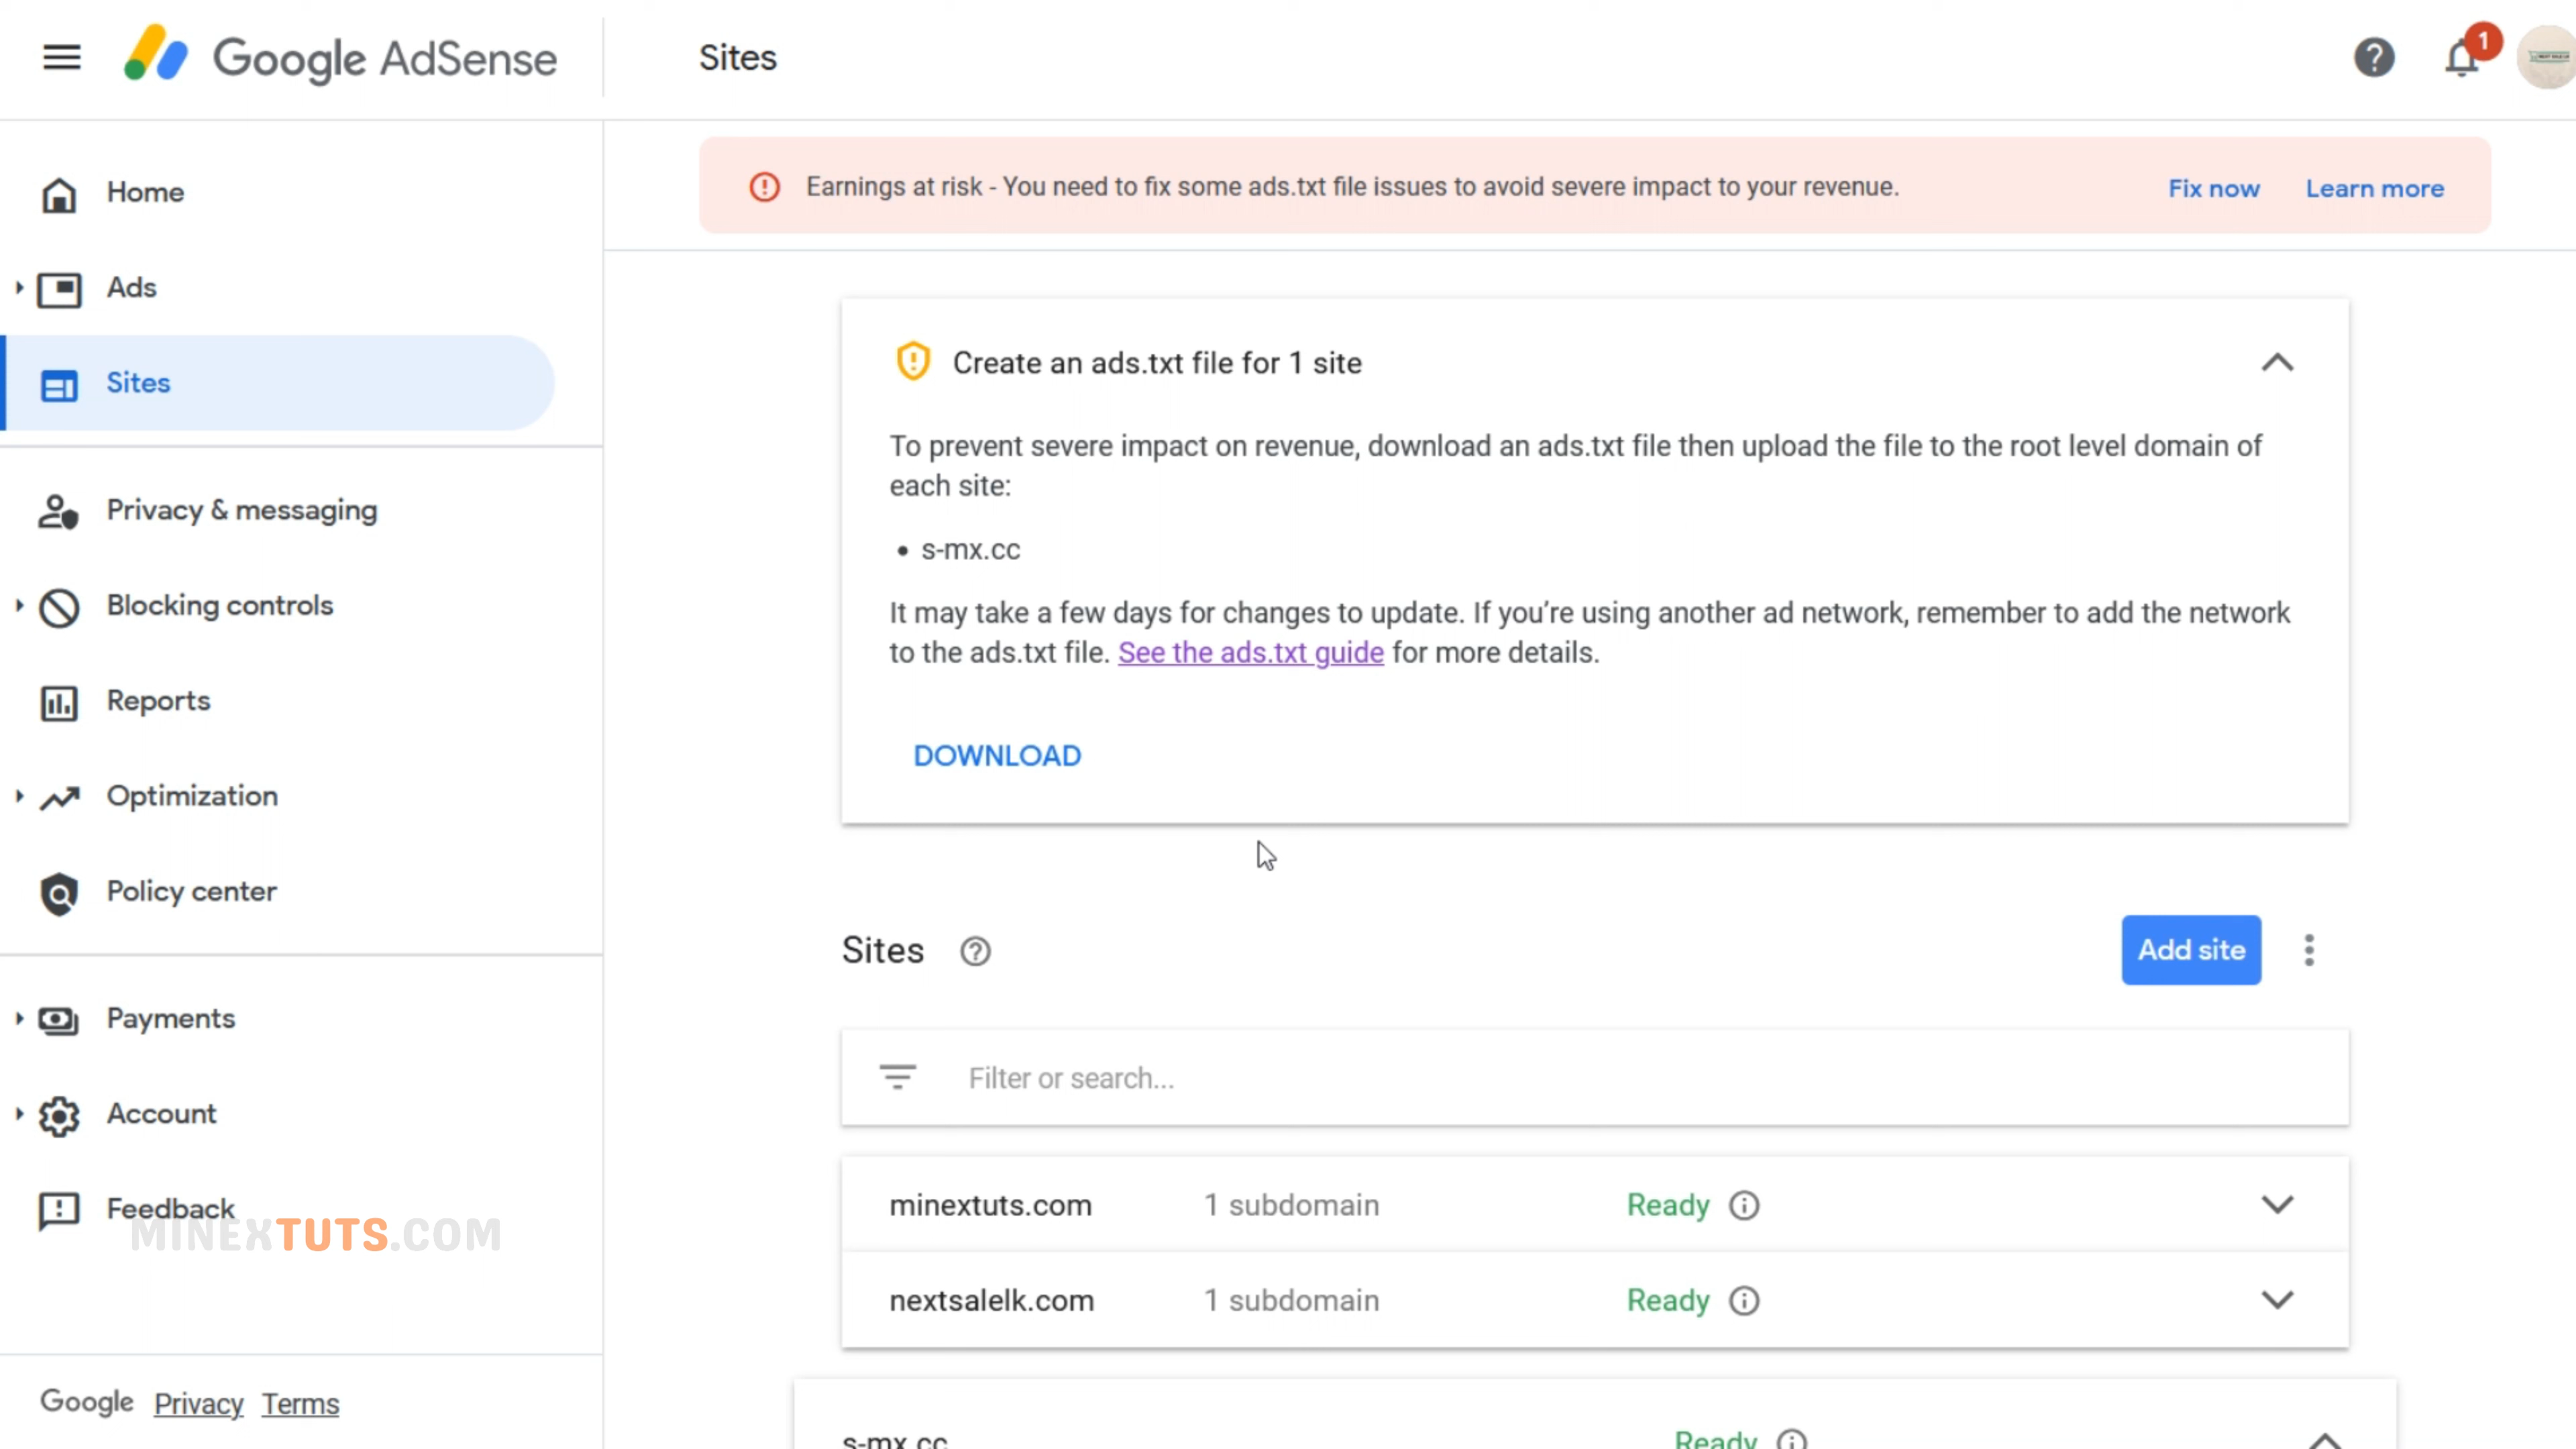 Google AdSense
Sites
1
Earnings at risk - You need to fix some ads.txt file issues to avoid severe impact to your revenue.
Fix now
Learn more
Home
Ads
Sites
Privacy & messaging
Blocking controls
Reports
Optimization
Policy center
Payments
Account
Feedback
MINEXTUTS.COM
Google Privacy Terms
Create an ads.txt file for 1 site
To prevent severe impact on revenue, download an ads.txt file then upload the file to the root level domain of
each site:
• s-mx.cc
It may take a few days for changes to update. If you’re using another ad network, remember to add the network
to the ads.txt file. See the ads.txt guide for more details.
DOWNLOAD
Sites
Add site
Filter or search...
minextuts.com 1 subdomain Ready
nextsalelk.com 1 subdomain Ready
s-mx.cc Ready